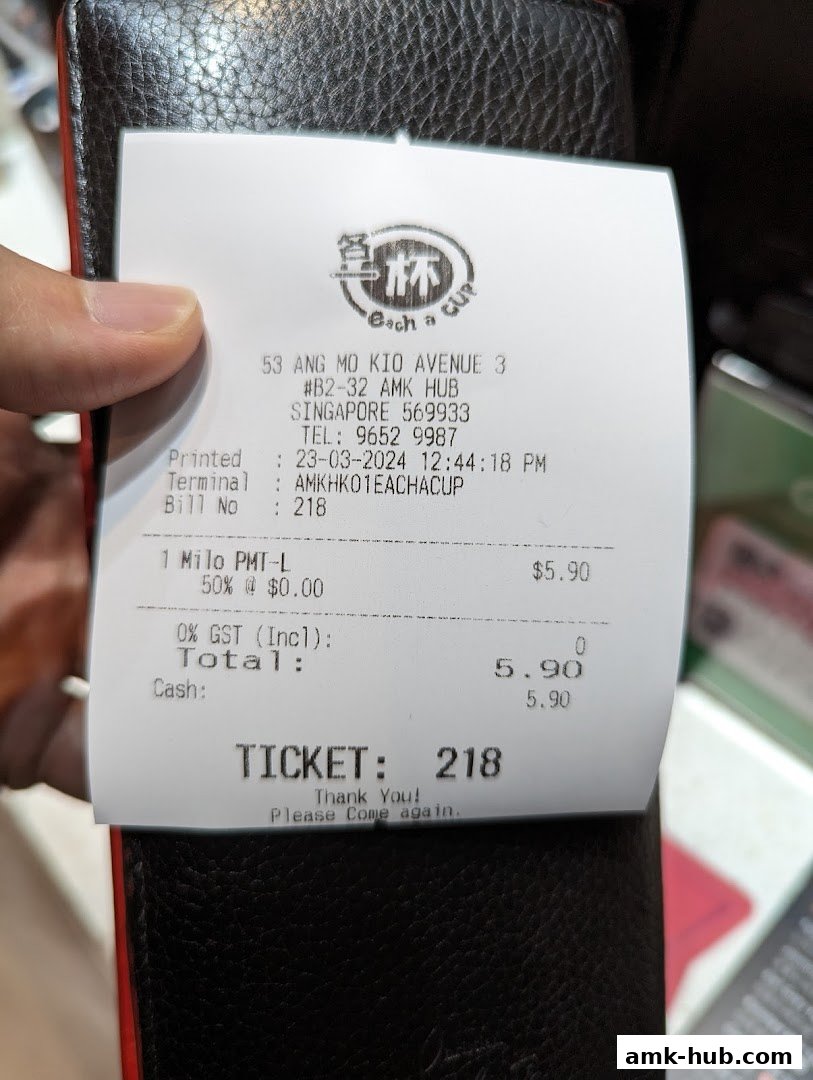 名杯
each a cup
53 ANG MO KIO AVENUE 3
#B2-32 AMK HUB
SINGAPORE 569933
TEL: 9652 9987
Printed : 23-03-2024 12:44:18 PM
Terminal : AMKHK01EACHACUP
Bill No : 218
1 Milo PMT-L $5.90
50% @ $0.00
0% GST (Incl): 0
Total: 5.90
Cash: 5.90
TICKET: 218
Thank You!
Please Come again.
amk-hub.com